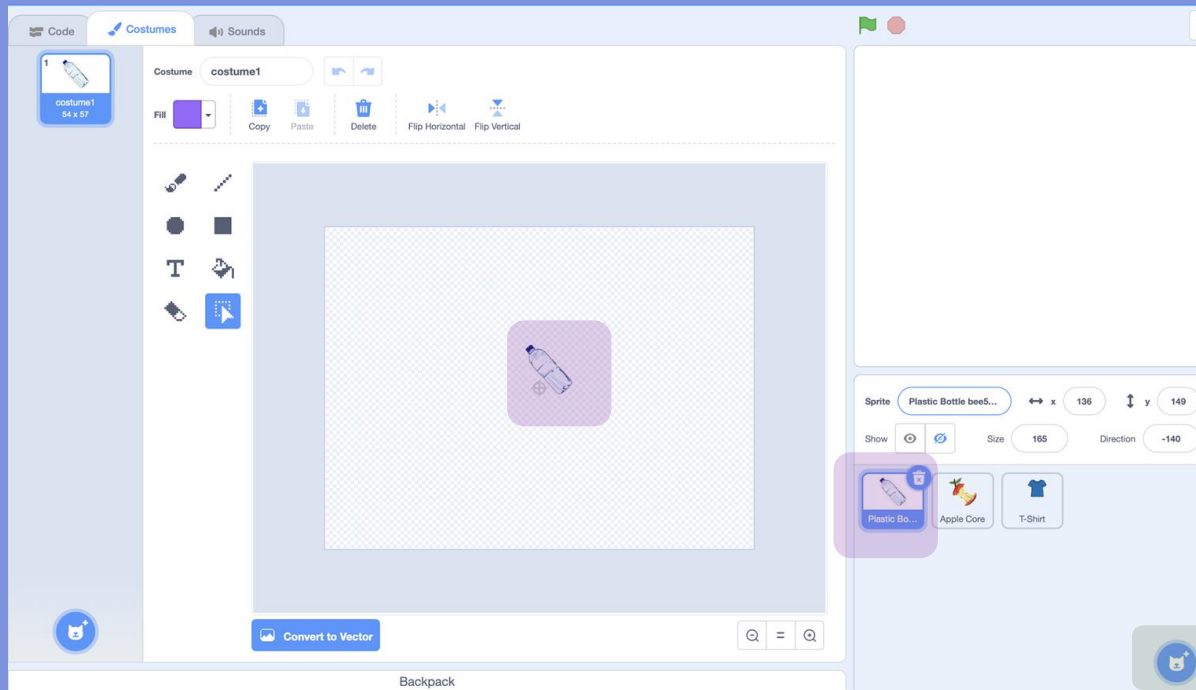 Code
Costumes
Sounds
1
costume1
54 x 57
Costume
costume1
Fill
Copy
Paste
Delete
Flip Horizontal
Flip Vertical
T
Convert to Vector
=
Backpack
Sprite
Plastic Bottle bee5...
x
136
y
149
Show
Size
165
Direction
-140
Plastic Bo...
Apple Core
T-Shirt